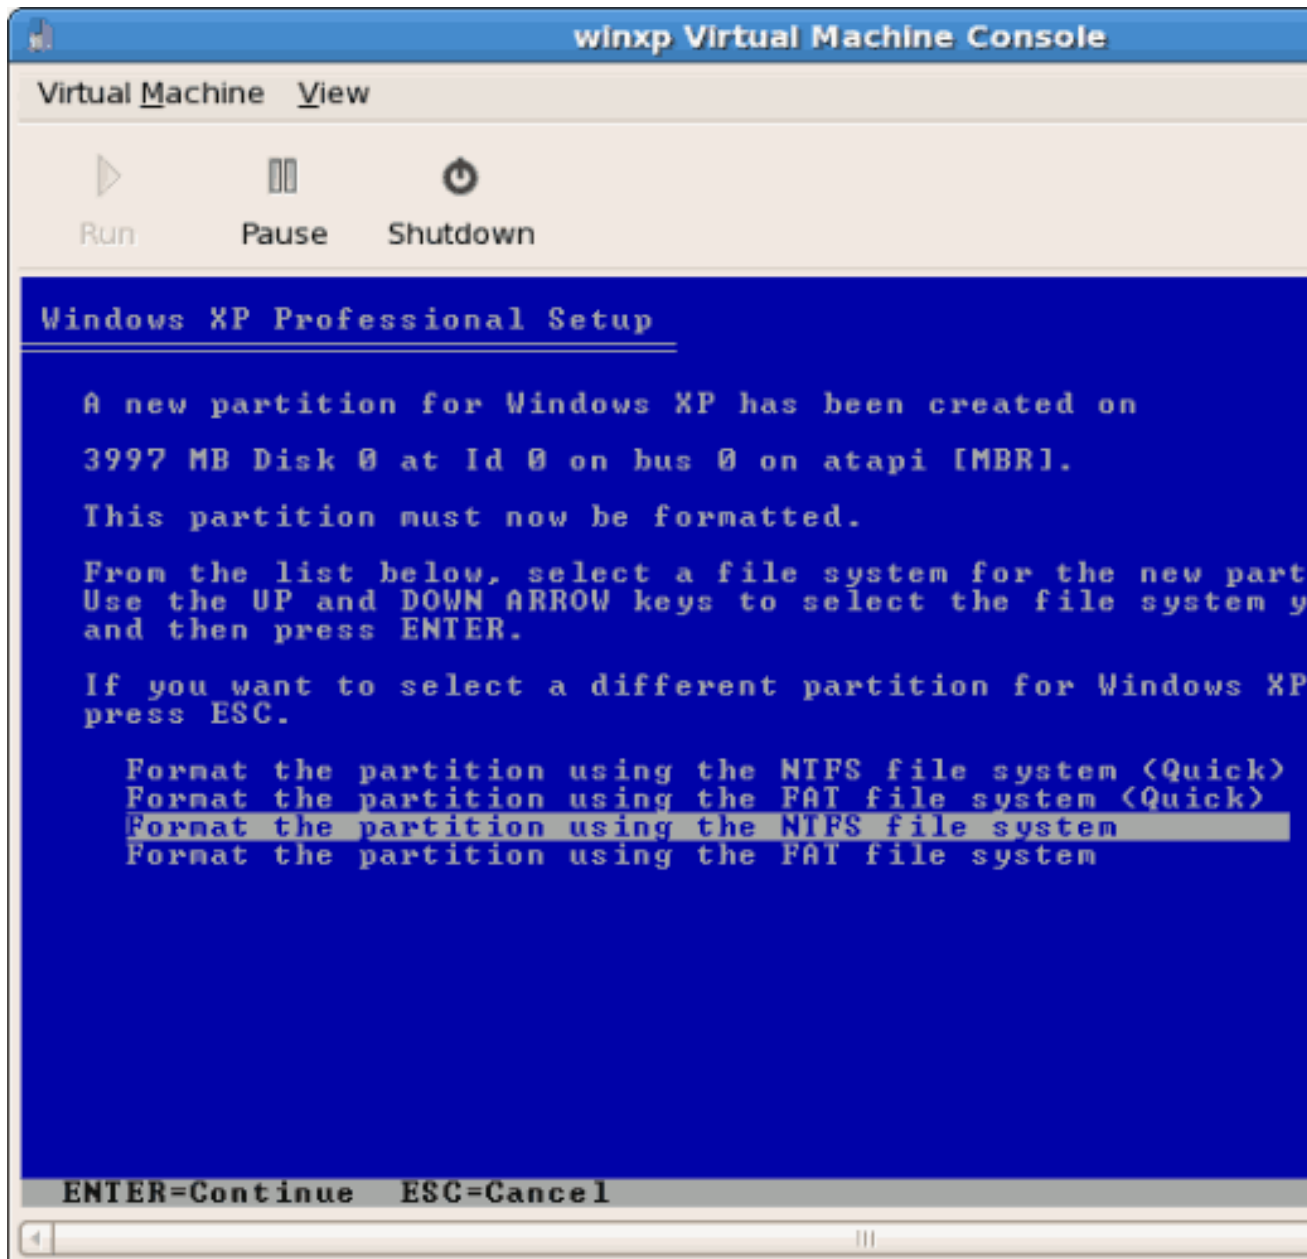 winxp Virtual Machine Console
Virtual Machine View
Run Pause Shutdown
Windows XP Professional Setup
A new partition for Windows XP has been created on
3997 MB Disk 0 at Id 0 on bus 0 on atapi [MBR].
This partition must now be formatted.
From the list below, select a file system for the new part
Use the UP and DOWN ARROW keys to select the file system y
and then press ENTER.
If you want to select a different partition for Windows XP
press ESC.
Format the partition using the NTFS file system (Quick)
Format the partition using the FAT file system (Quick)
Format the partition using the NTFS file system
Format the partition using the FAT file system
ENTER=Continue ESC=Cancel